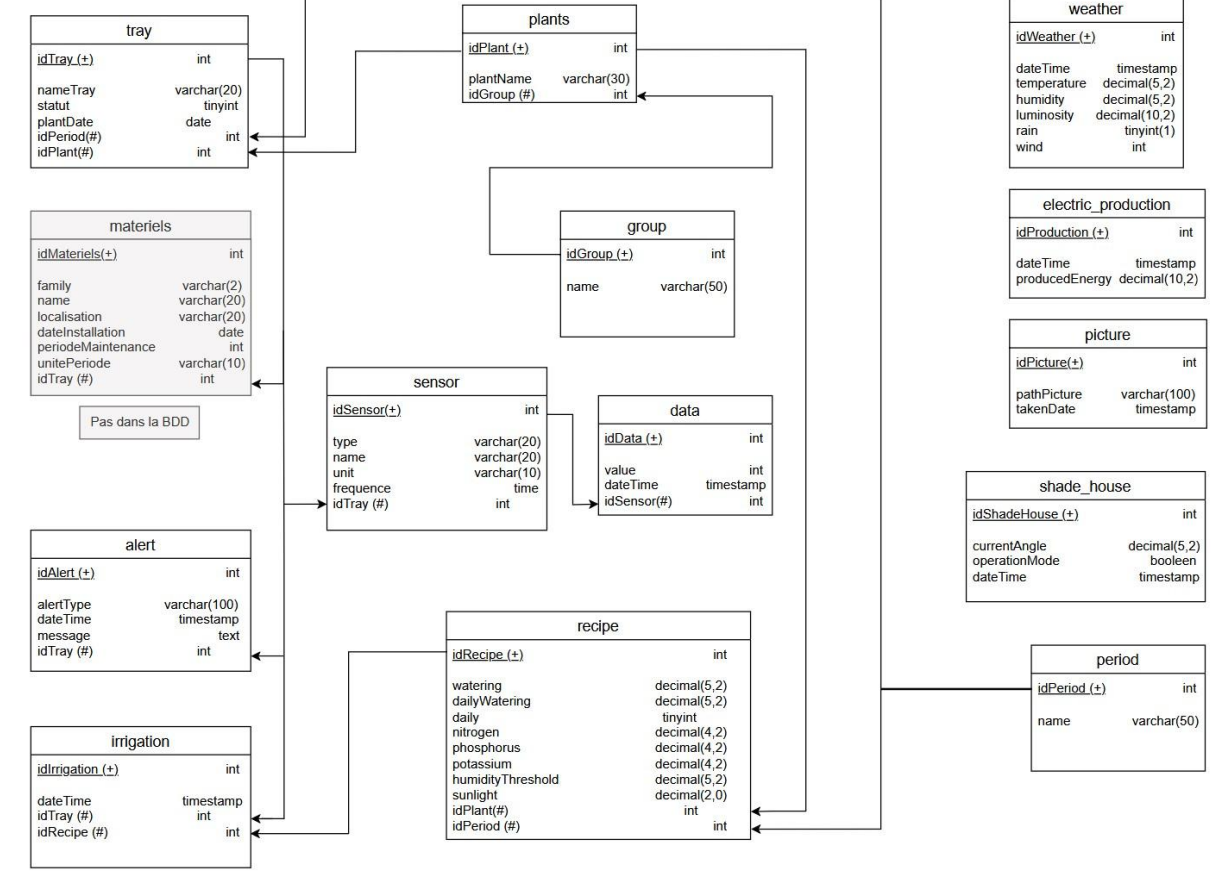 tray
idTray (+) int
nameTray varchar(20)
statut tinyint
plantDate date
idPeriod(#) int
idPlant(#) int
plants
idPlant (+) int
plantName varchar(30)
idGroup (#) int
weather
idWeather (+) int
dateTime timestamp
temperature decimal(5,2)
humidity decimal(5,2)
luminosity decimal(10,2)
rain tinyint(1)
wind int
materiels
idMateriels(+) int
family varchar(2)
name varchar(20)
localisation varchar(20)
dateInstallation date
periodeMaintenance int
unitePeriode varchar(10)
idTray (#) int
Pas dans la BDD
group
idGroup (+) int
name varchar(50)
electric_production
idProduction (+) int
dateTime timestamp
producedEnergy decimal(10,2)
picture
idPicture(+) int
pathPicture varchar(100)
takenDate timestamp
sensor
idSensor(+) int
type varchar(20)
name varchar(20)
unit varchar(10)
frequence time
idTray (#) int
data
idData (+) int
value int
dateTime timestamp
idSensor(#) int
shade_house
idShadeHouse (+) int
currentAngle decimal(5,2)
operationMode booleen
dateTime timestamp
alert
idAlert (+) int
alertType varchar(100)
dateTime timestamp
message text
idTray (#) int
recipe
idRecipe (+) int
watering decimal(5,2)
dailyWatering decimal(5,2)
daily tinyint
nitrogen decimal(4,2)
phosphorus decimal(4,2)
potassium decimal(4,2)
humidityThreshold decimal(5,2)
sunlight decimal(2,0)
idPlant(#) int
idPeriod (#) int
period
idPeriod (+) int
name varchar(50)
irrigation
idIrrigation (+) int
dateTime timestamp
idTray (#) int
idRecipe (#) int